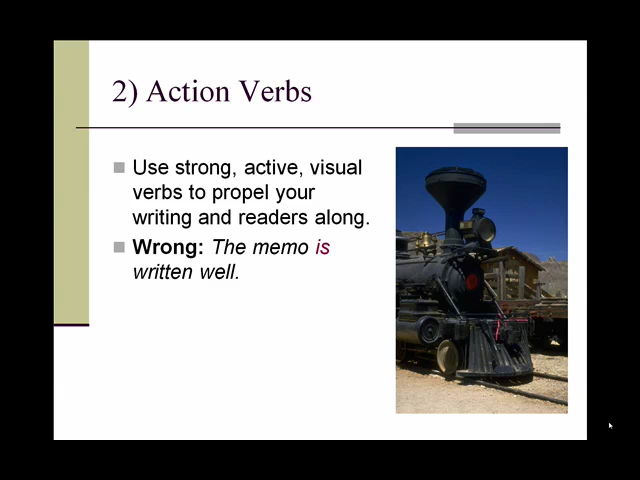 2) Action Verbs
Use strong, active, visual
verbs to propel your
writing and readers along.
Wrong: The memo is
written well.